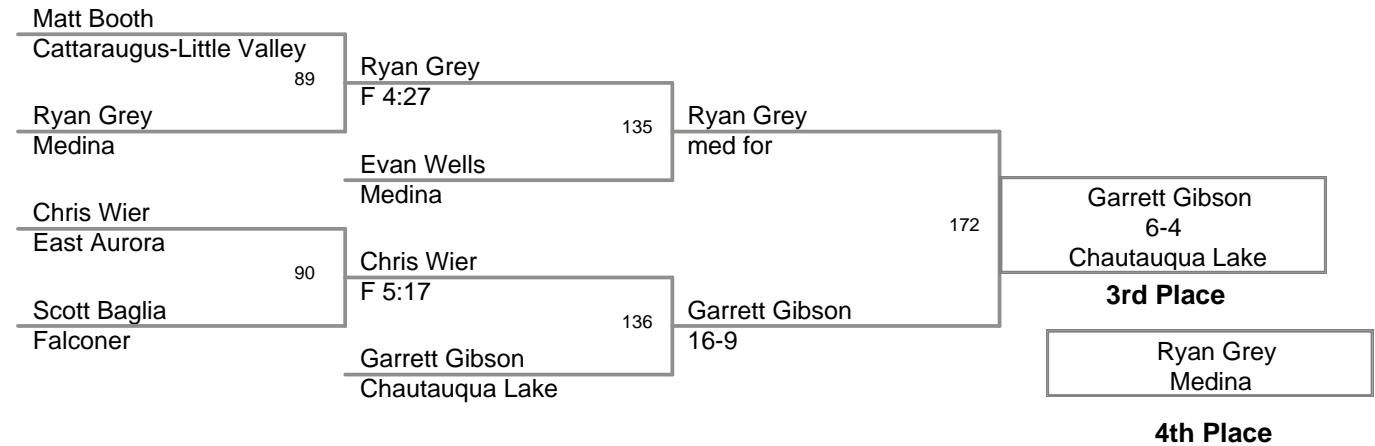 Matt Booth
Cattaraugus-Little Valley
89
Ryan Grey
F 4:27
Ryan Grey
Medina
135
Ryan Grey
med for
Evan Wells
Medina
Chris Wier
East Aurora
90
Chris Wier
F 5:17
Scott Baglia
Falconer
136
Garrett Gibson
16-9
Garrett Gibson
Chautauqua Lake
172
Garrett Gibson
6-4
Chautauqua Lake
3rd Place
Ryan Grey
Medina
4th Place